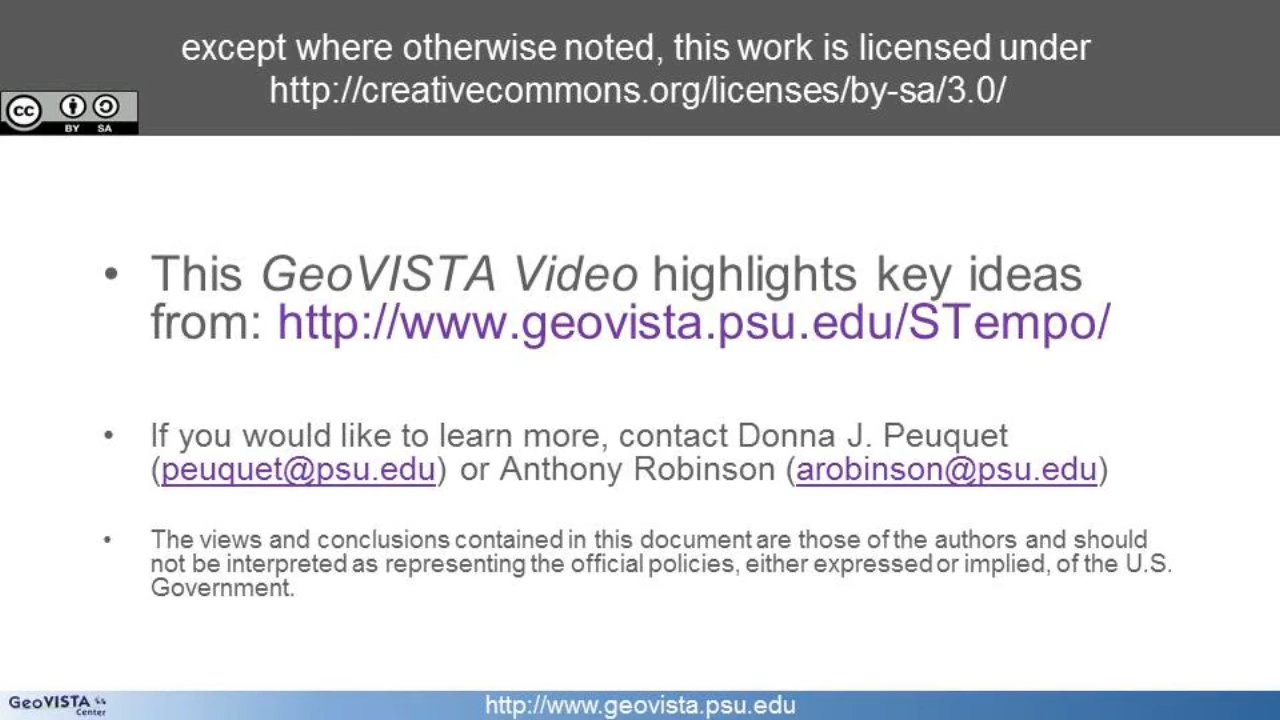 except where otherwise noted, this work is licensed under
http://creativecommons.org/licenses/by-sa/3.0/
cc
BY SA
• This GeoVISTA Video highlights key ideas
from: http://www.geovista.psu.edu/STempo/
• If you would like to learn more, contact Donna J. Peuquet
(peuquet@psu.edu) or Anthony Robinson (arobinson@psu.edu)
• The views and conclusions contained in this document are those of the authors and should
not be interpreted as representing the official policies, either expressed or implied, of the U.S.
Government.
GeoVISTA
Center
http://www.geovista.psu.edu